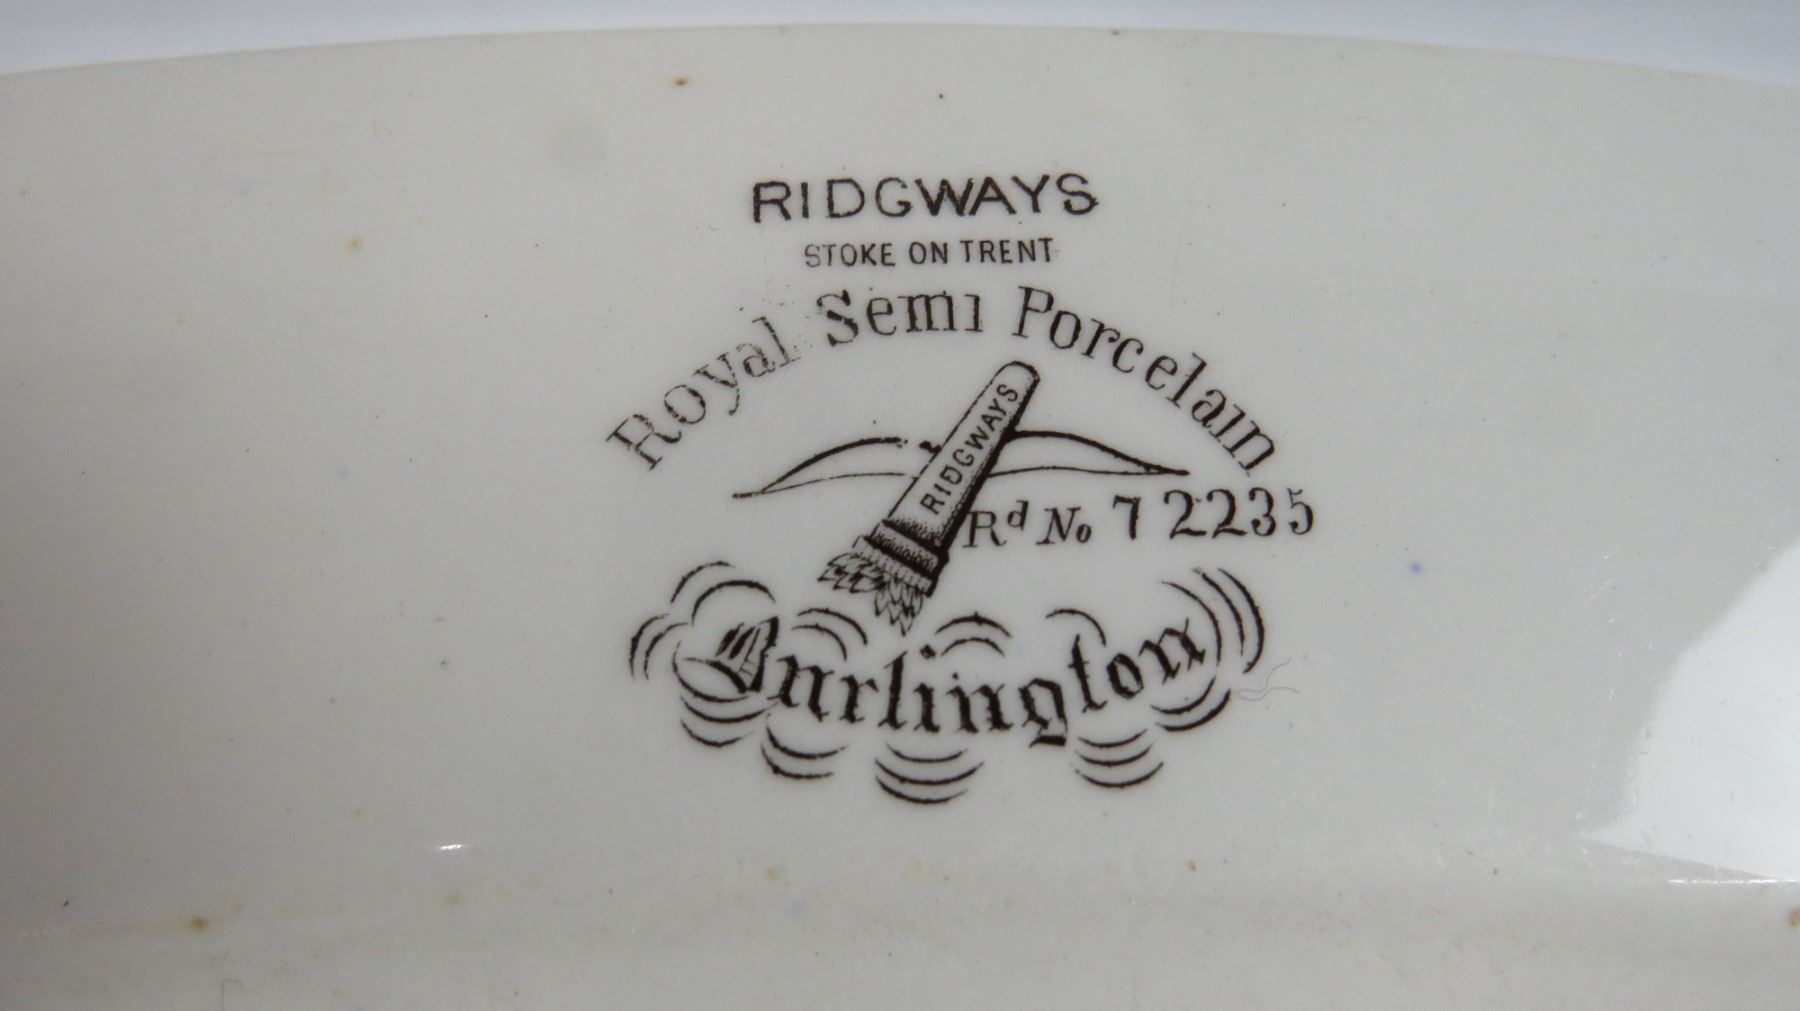 RIDGWAYS
STOKE ON TRENT
Royal Semi Porcelain
RIDGWAYS
Rd No 72235
Burlington